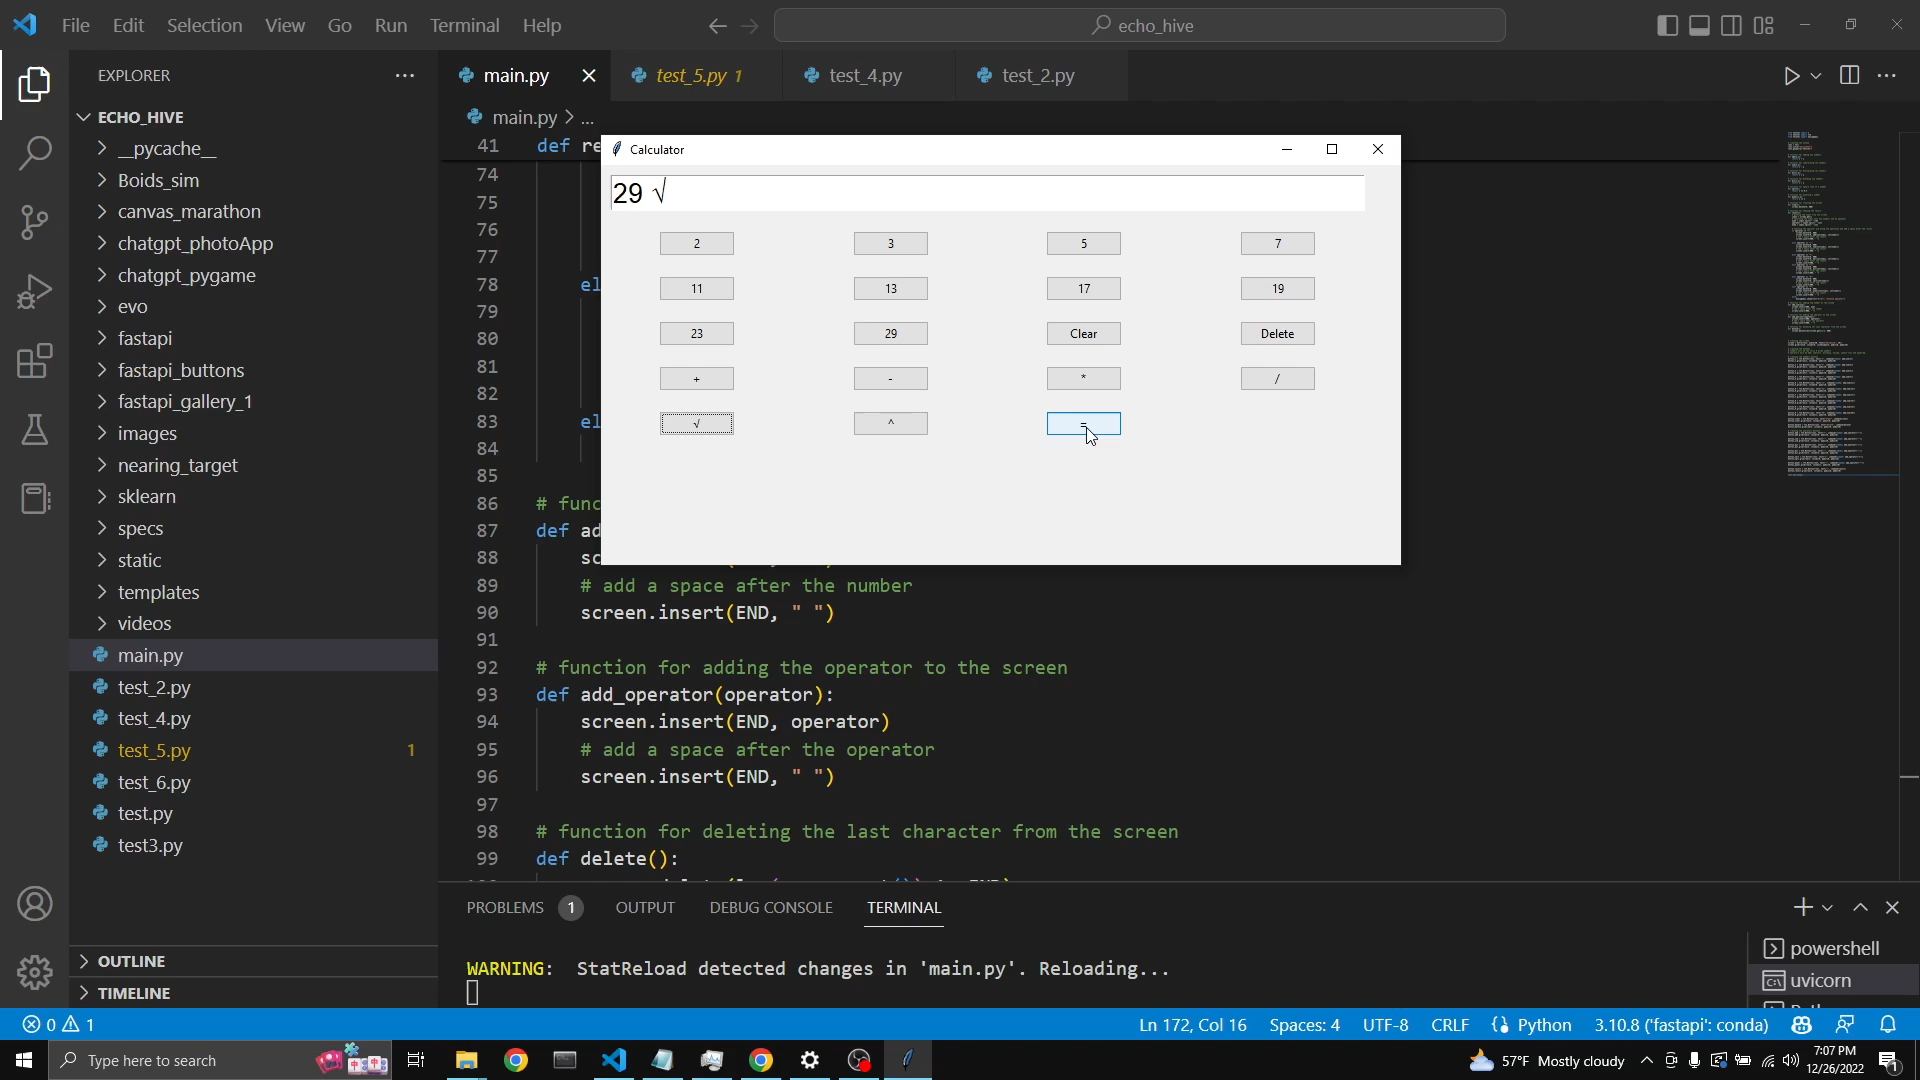 File Edit Selection View Go Run Terminal Help
echo_hive
EXPLORER
main.py
test_5.py 1
test_4.py
test_2.py
ECHO_HIVE
__pycache__
Boids_sim
canvas_marathon
chatgpt_photoApp
chatgpt_pygame
evo
fastapi
fastapi_buttons
fastapi_gallery_1
images
nearing_target
sklearn
specs
static
templates
videos
main.py
test_2.py
test_4.py
test_5.py 1
test_6.py
test.py
test3.py
OUTLINE
TIMELINE
main.py > ...
41 def re
74
75
76
77
78 el
79
80
81
82
83 el
84
85
86 # func
87 def ad
88 sc
89 # add a space after the number
90 screen.insert(END, " ")
91
92 # function for adding the operator to the screen
93 def add_operator(operator):
94 screen.insert(END, operator)
95 # add a space after the operator
96 screen.insert(END, " ")
97
98 # function for deleting the last character from the screen
99 def delete():
Calculator
29 √
2 3 5 7
11 13 17 19
23 29 Clear Delete
+ - * /
√ ^ =
PROBLEMS 1 OUTPUT DEBUG CONSOLE TERMINAL
WARNING: StatReload detected changes in 'main.py'. Reloading...
powershell
uvicorn
0 1
Ln 172, Col 16 Spaces: 4 UTF-8 CRLF Python 3.10.8 ('fastapi': conda)
Type here to search
57°F Mostly cloudy
7:07 PM
12/26/2022
1